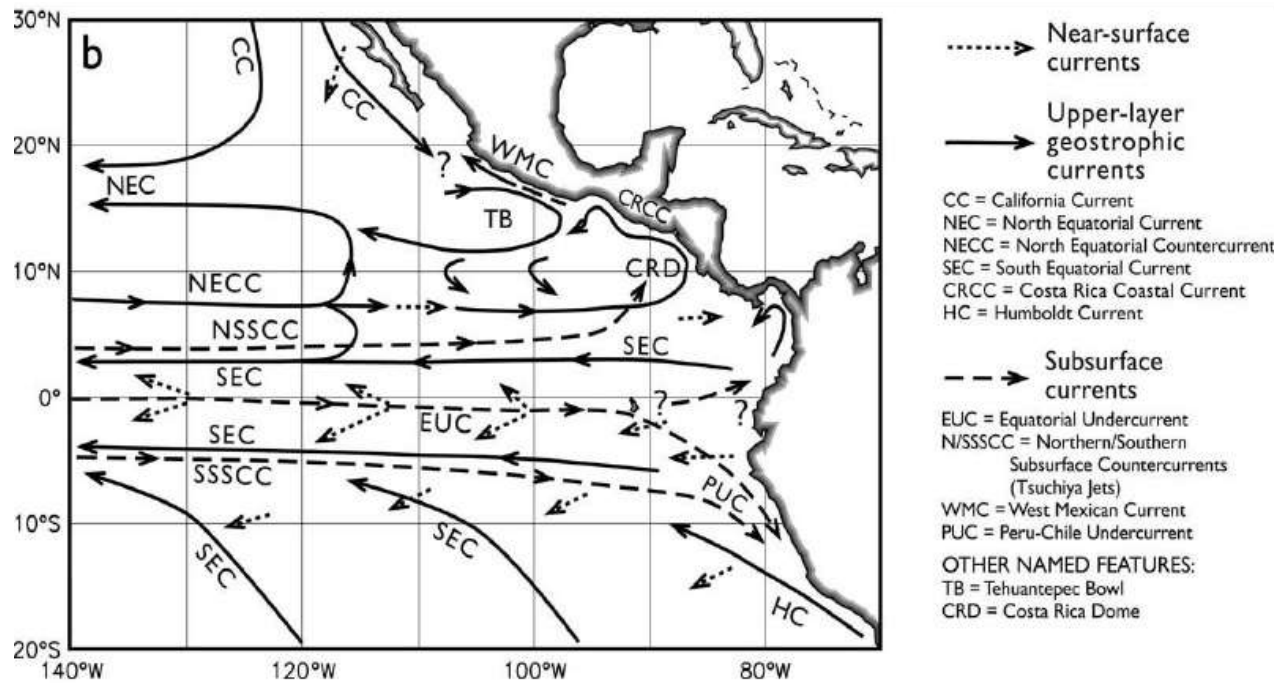 b
30°N
20°N
10°N
0°
10°S
20°S
140°W
120°W
100°W
80°W
CC
CC
?
WMC
NEC
TB
CRCC
NECC
CRD
NSSCC
SEC
SEC
?
?
EUC
SEC
SSSCC
PUC
SEC
SEC
HC
Near-surface
currents
Upper-layer
geostrophic
currents
CC = California Current
NEC = North Equatorial Current
NECC = North Equatorial Countercurrent
SEC = South Equatorial Current
CRCC = Costa Rica Coastal Current
HC = Humboldt Current
Subsurface
currents
EUC = Equatorial Undercurrent
N/SSSCC = Northern/Southern
Subsurface Countercurrents
(Tsuchiya Jets)
WMC = West Mexican Current
PUC = Peru-Chile Undercurrent
OTHER NAMED FEATURES:
TB = Tehuantepec Bowl
CRD = Costa Rica Dome